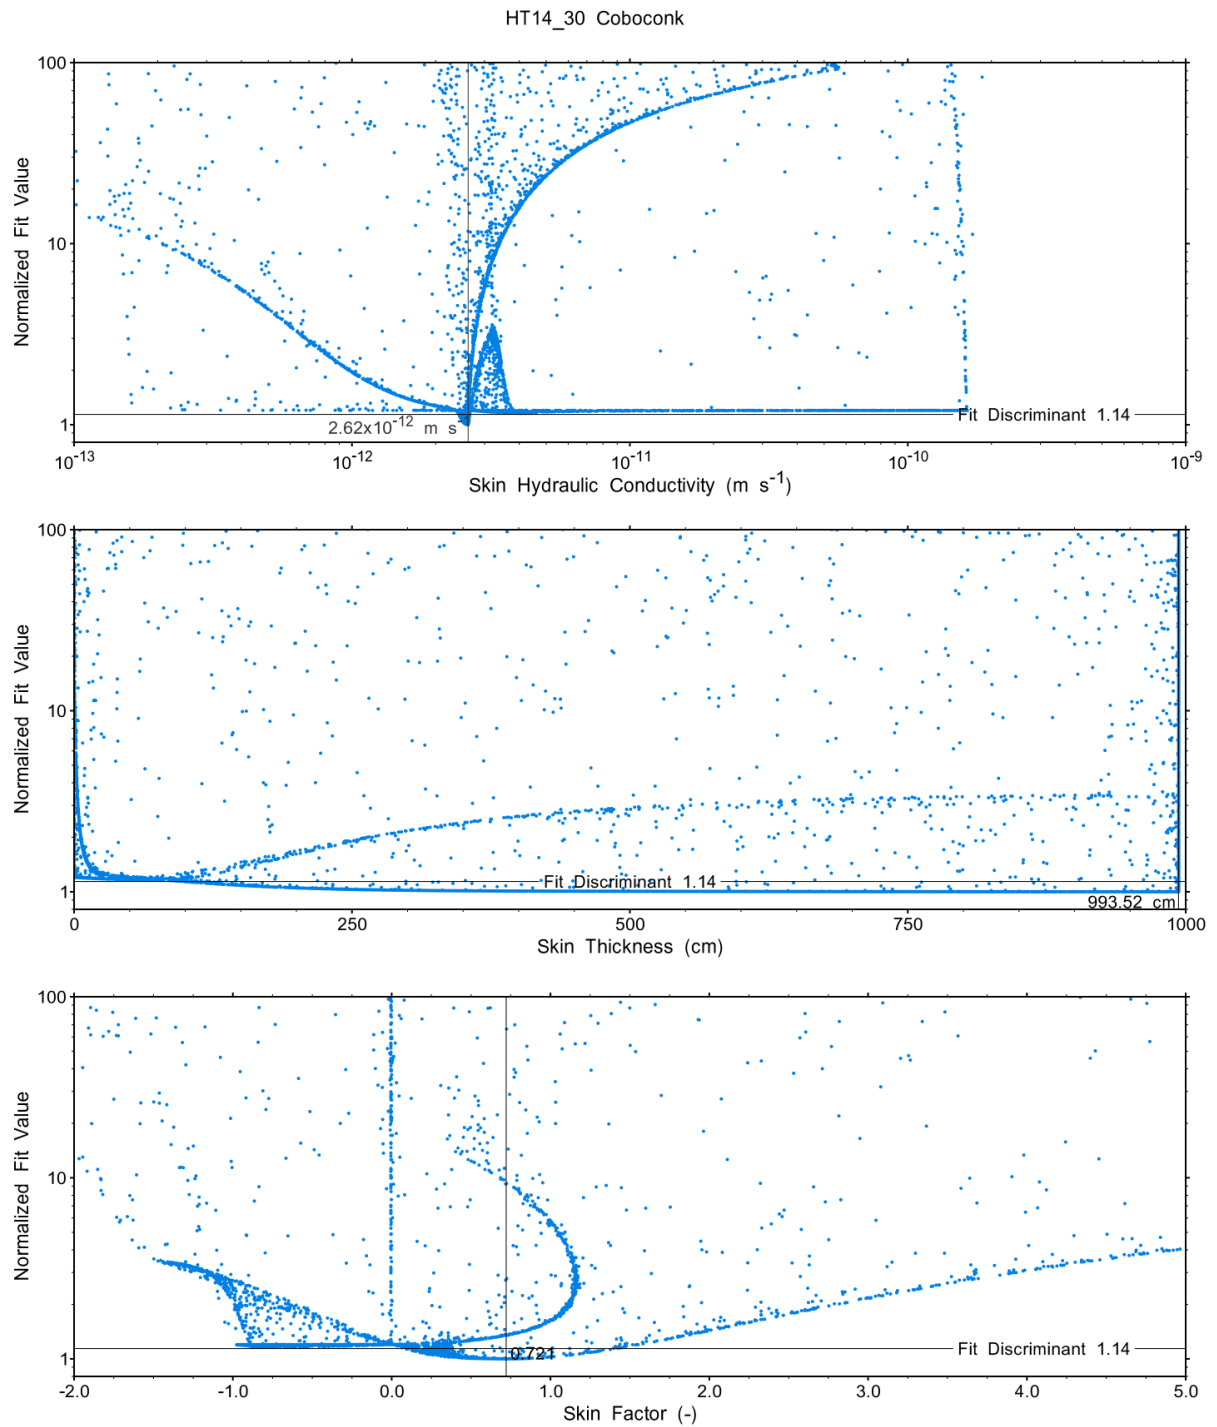 HT14_30 Coboconk
100
10
1
Normalized Fit Value
Fit Discriminant 1.14
2.62x10-12 m s
10-13
10-12
10-11
10-10
10-9
Skin Hydraulic Conductivity (m s-1)
100
10
1
Normalized Fit Value
Fit Discriminant 1.14
993.52 cm
0
250
500
750
1000
Skin Thickness (cm)
100
10
1
Normalized Fit Value
Fit Discriminant 1.14
0.721
-2.0
-1.0
0.0
1.0
2.0
3.0
4.0
5.0
Skin Factor (-)